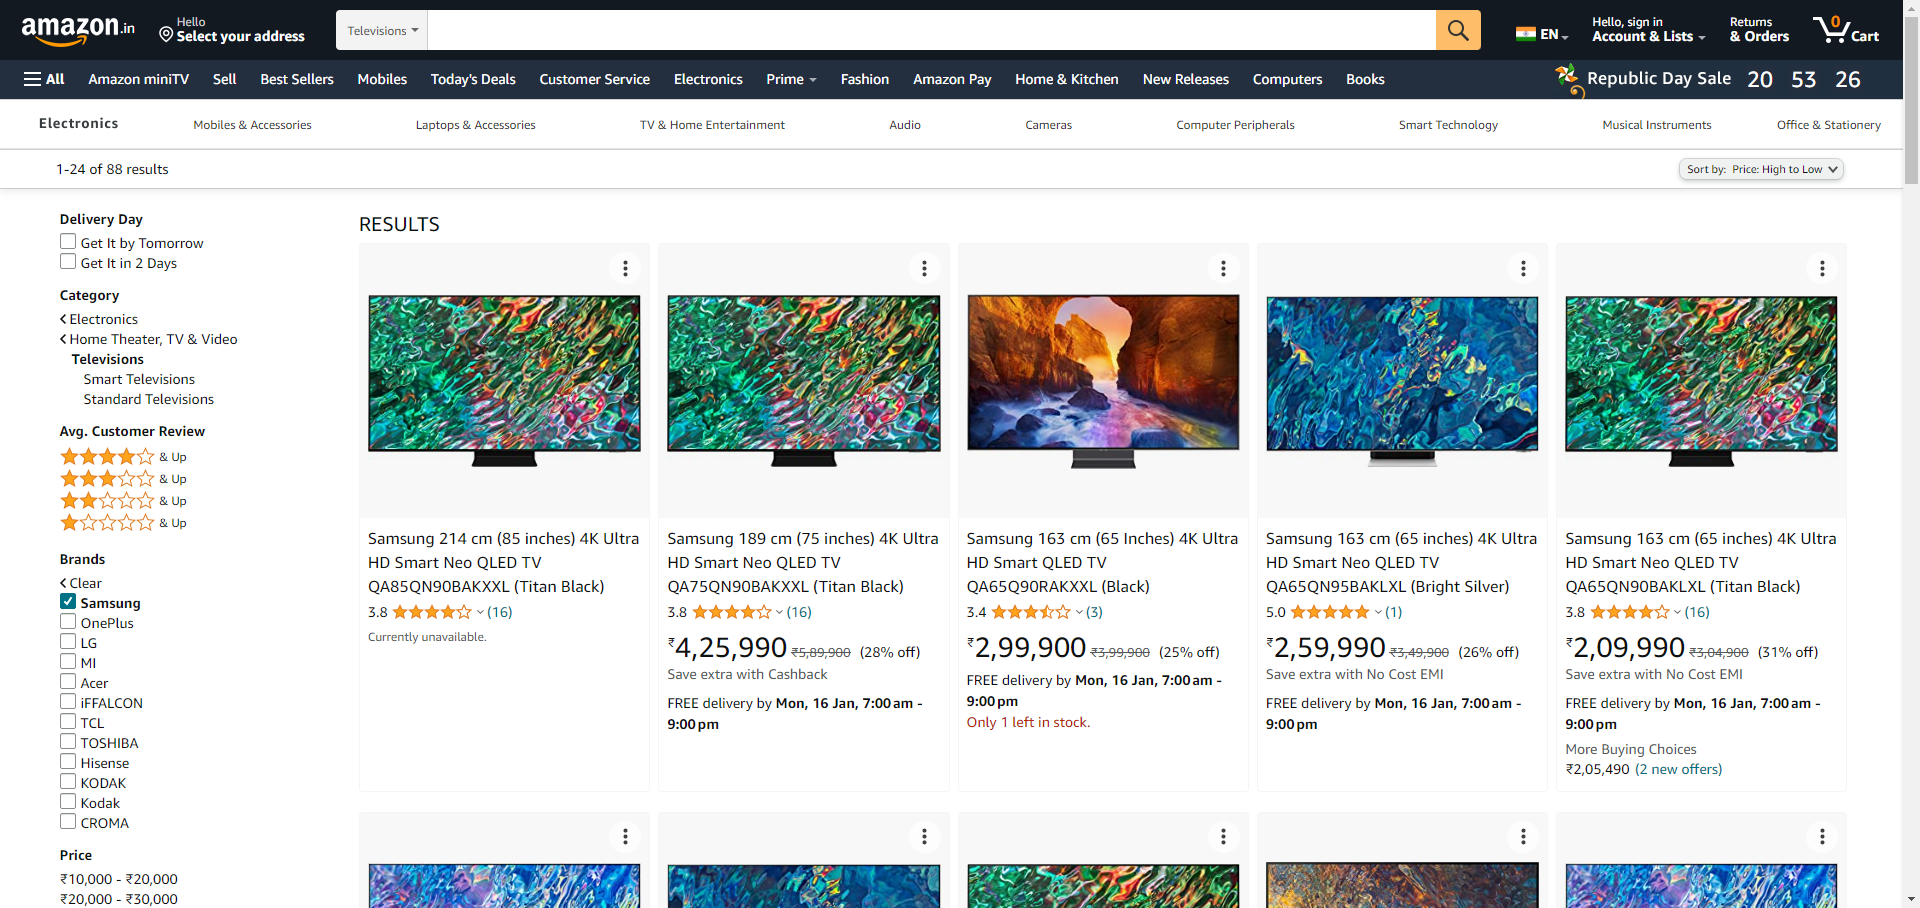 amazon.in
Hello
Select your address
Televisions
EN
Hello, sign in
Account & Lists
Returns
& Orders
0
Cart
All
Amazon miniTV
Sell
Best Sellers
Mobiles
Today's Deals
Customer Service
Electronics
Prime
Fashion
Amazon Pay
Home & Kitchen
New Releases
Computers
Books
Republic Day Sale 20 53 26
Electronics
Mobiles & Accessories
Laptops & Accessories
TV & Home Entertainment
Audio
Cameras
Computer Peripherals
Smart Technology
Musical Instruments
Office & Stationery
1-24 of 88 results
Sort by: Price: High to Low
Delivery Day
Get It by Tomorrow
Get It in 2 Days
Category
Electronics
Home Theater, TV & Video
Televisions
Smart Televisions
Standard Televisions
Avg. Customer Review
& Up
& Up
& Up
& Up
Brands
Clear
Samsung
OnePlus
LG
MI
Acer
iFFALCON
TCL
TOSHIBA
Hisense
KODAK
Kodak
CROMA
Price
₹10,000 - ₹20,000
₹20,000 - ₹30,000
RESULTS
Samsung 214 cm (85 inches) 4K Ultra
HD Smart Neo QLED TV
QA85QN90BAKXXL (Titan Black)
3.8 (16)
Currently unavailable.
Samsung 189 cm (75 inches) 4K Ultra
HD Smart Neo QLED TV
QA75QN90BAKXXL (Titan Black)
3.8 (16)
₹4,25,990 ₹5,89,900 (28% off)
Save extra with Cashback
FREE delivery by Mon, 16 Jan, 7:00 am -
9:00 pm
Samsung 163 cm (65 Inches) 4K Ultra
HD Smart QLED TV
QA65Q90RAKXXL (Black)
3.4 (3)
₹2,99,900 ₹3,99,900 (25% off)
FREE delivery by Mon, 16 Jan, 7:00 am -
9:00 pm
Only 1 left in stock.
Samsung 163 cm (65 inches) 4K Ultra
HD Smart Neo QLED TV
QA65QN95BAKLXL (Bright Silver)
5.0 (1)
₹2,59,990 ₹3,49,900 (26% off)
Save extra with No Cost EMI
FREE delivery by Mon, 16 Jan, 7:00 am -
9:00 pm
Samsung 163 cm (65 inches) 4K Ultra
HD Smart Neo QLED TV
QA65QN90BAKLXL (Titan Black)
3.8 (16)
₹2,09,990 ₹3,04,900 (31% off)
Save extra with No Cost EMI
FREE delivery by Mon, 16 Jan, 7:00 am -
9:00 pm
More Buying Choices
₹2,05,490 (2 new offers)